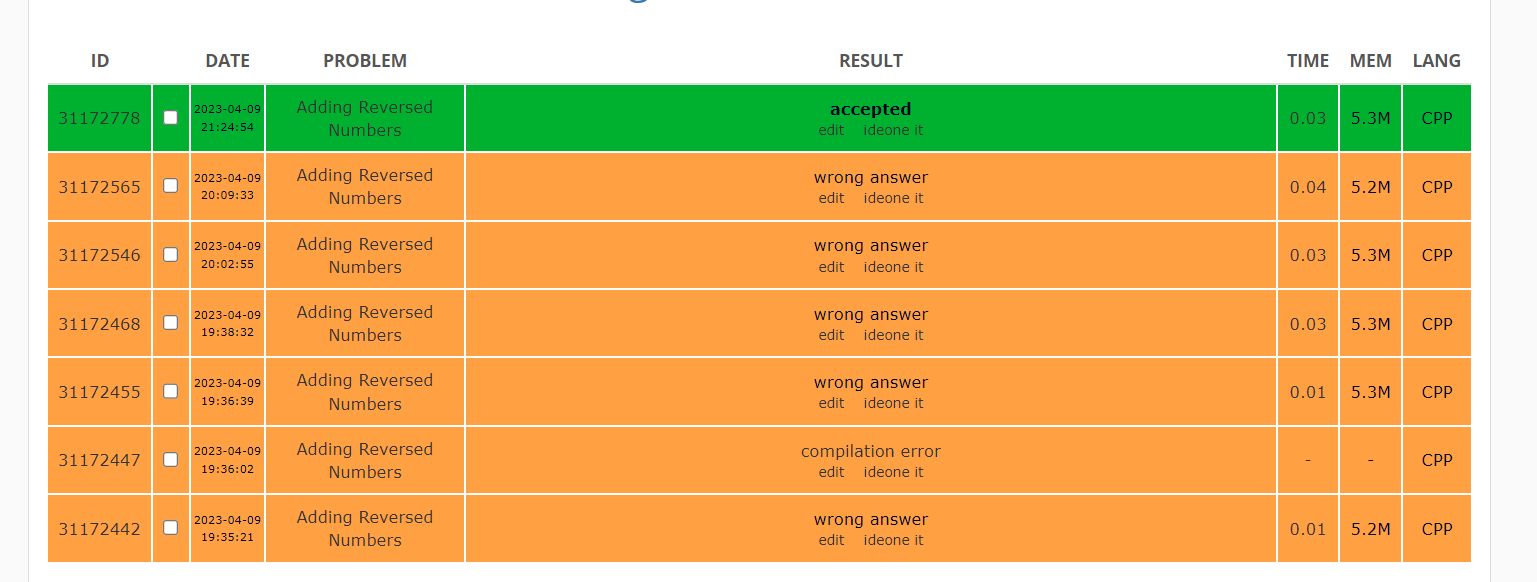 ID DATE PROBLEM RESULT TIME MEM LANG
31172778 2023-04-09 21:24:54 Adding Reversed Numbers accepted edit ideone it 0.03 5.3M CPP
31172565 2023-04-09 20:09:33 Adding Reversed Numbers wrong answer edit ideone it 0.04 5.2M CPP
31172546 2023-04-09 20:02:55 Adding Reversed Numbers wrong answer edit ideone it 0.03 5.3M CPP
31172468 2023-04-09 19:38:32 Adding Reversed Numbers wrong answer edit ideone it 0.03 5.3M CPP
31172455 2023-04-09 19:36:39 Adding Reversed Numbers wrong answer edit ideone it 0.01 5.3M CPP
31172447 2023-04-09 19:36:02 Adding Reversed Numbers compilation error edit ideone it - - CPP
31172442 2023-04-09 19:35:21 Adding Reversed Numbers wrong answer edit ideone it 0.01 5.2M CPP